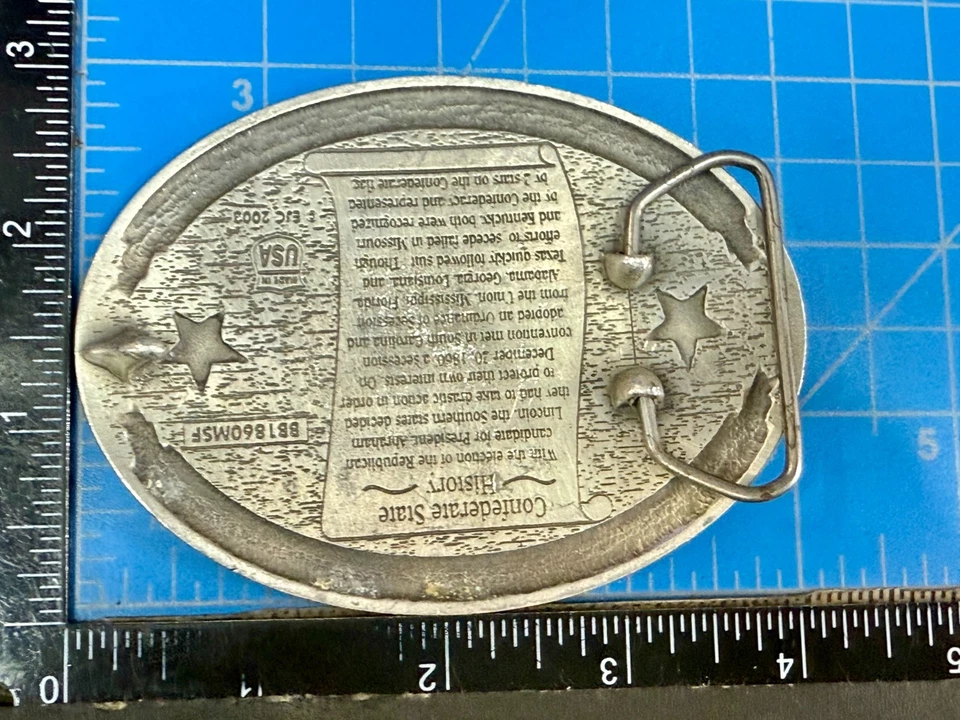 Confederate State
History
With the election of the Republican
candidate for President, Abraham
Lincoln, the Southern states decided
they had to take drastic action in order
to protect their own interests. On
December 20, 1860, a secession
convention met in South Carolina and
adopted an Ordinance of Secession
from the Union. Mississippi, Florida,
Alabama, Georgia, Louisiana, and
Texas quickly followed suit. Though
efforts to secede failed in Missouri
and Kentucky, both were recognized
by the Confederacy and represented
by 2 stars on the Confederate flag.
BB1860MSF
MADE IN
USA
EJC 2003
3
2
1
3
5
0 1 2 3 4 5